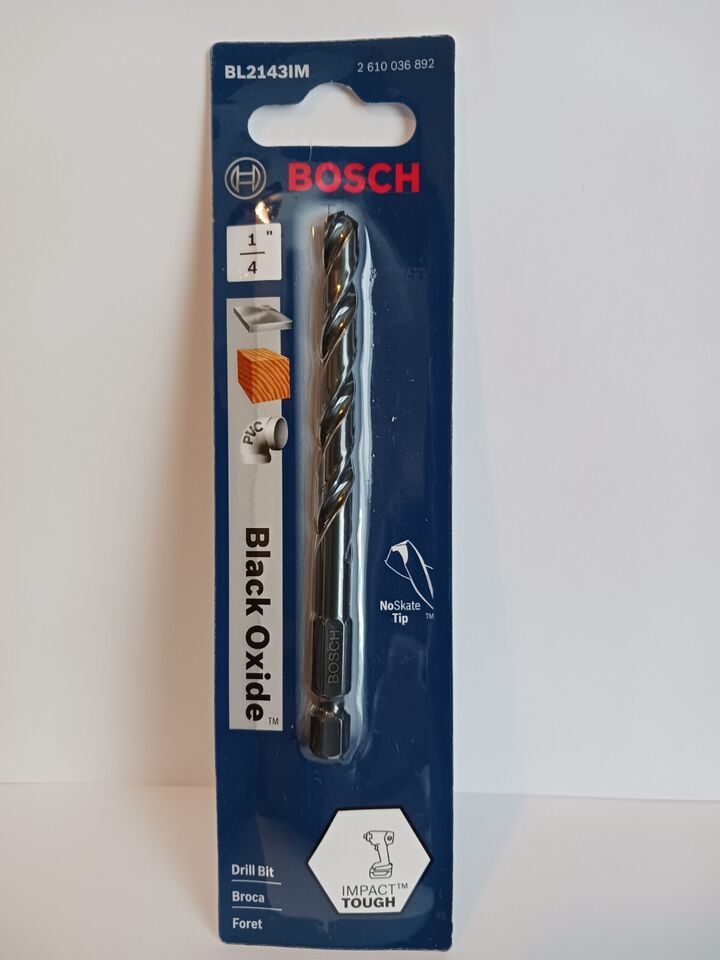 BL2143IM
2 610 036 892
BOSCH
1"
4
PVC
Black Oxide™
NoSkate
Tip™
BOSCH
Drill Bit
Broca
Foret
IMPACT™
TOUGH